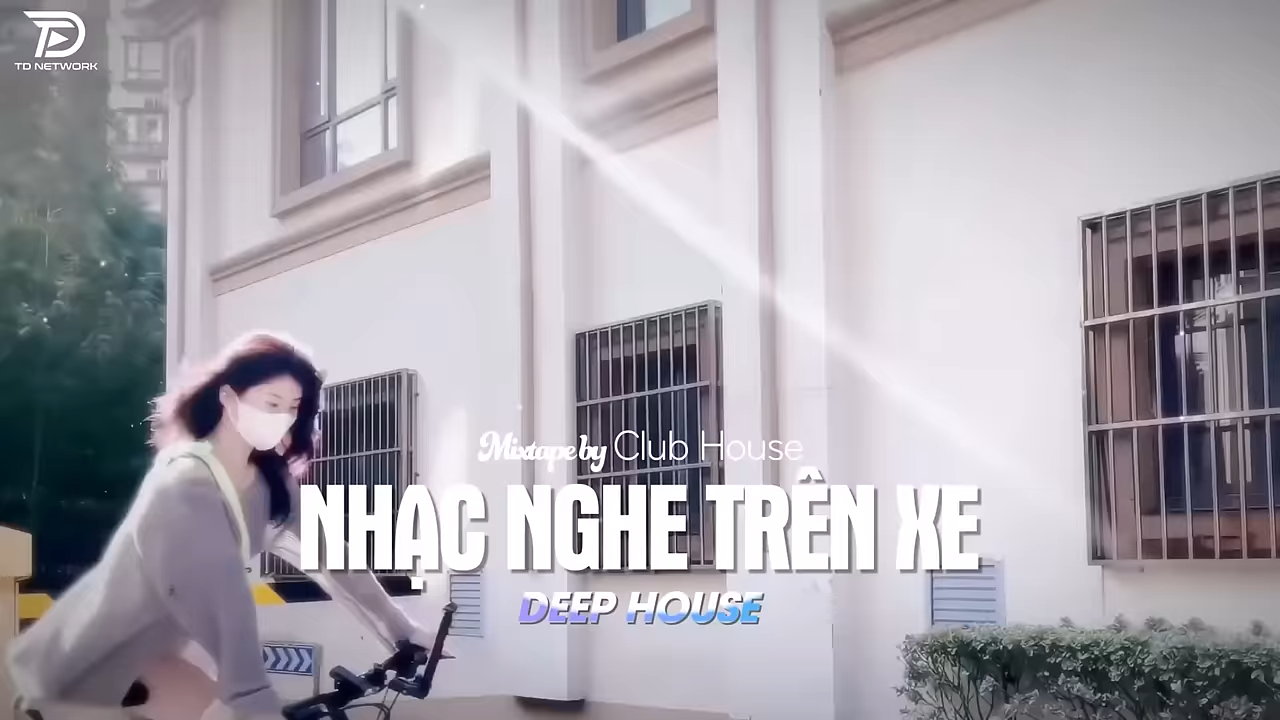 TD NETWORK
Mixtape by Club House
NHẠC NGHE TRÊN XE
DEEP HOUSE